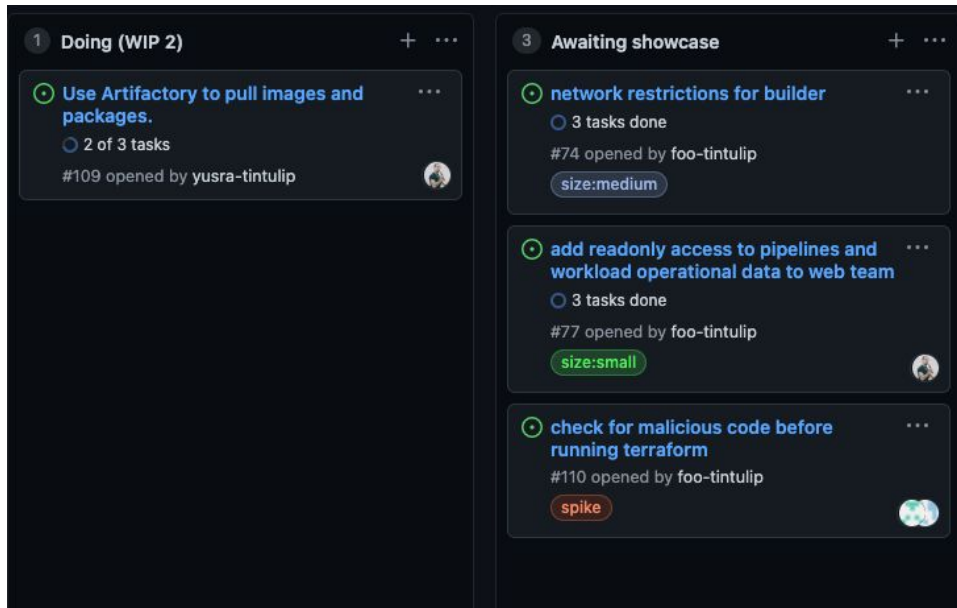 1 Doing (WIP 2)
Use Artifactory to pull images and
packages.
2 of 3 tasks
#109 opened by yusra-tintulip
3 Awaiting showcase
network restrictions for builder
3 tasks done
#74 opened by foo-tintulip
size:medium
add readonly access to pipelines and
workload operational data to web team
3 tasks done
#77 opened by foo-tintulip
size:small
check for malicious code before
running terraform
#110 opened by foo-tintulip
spike